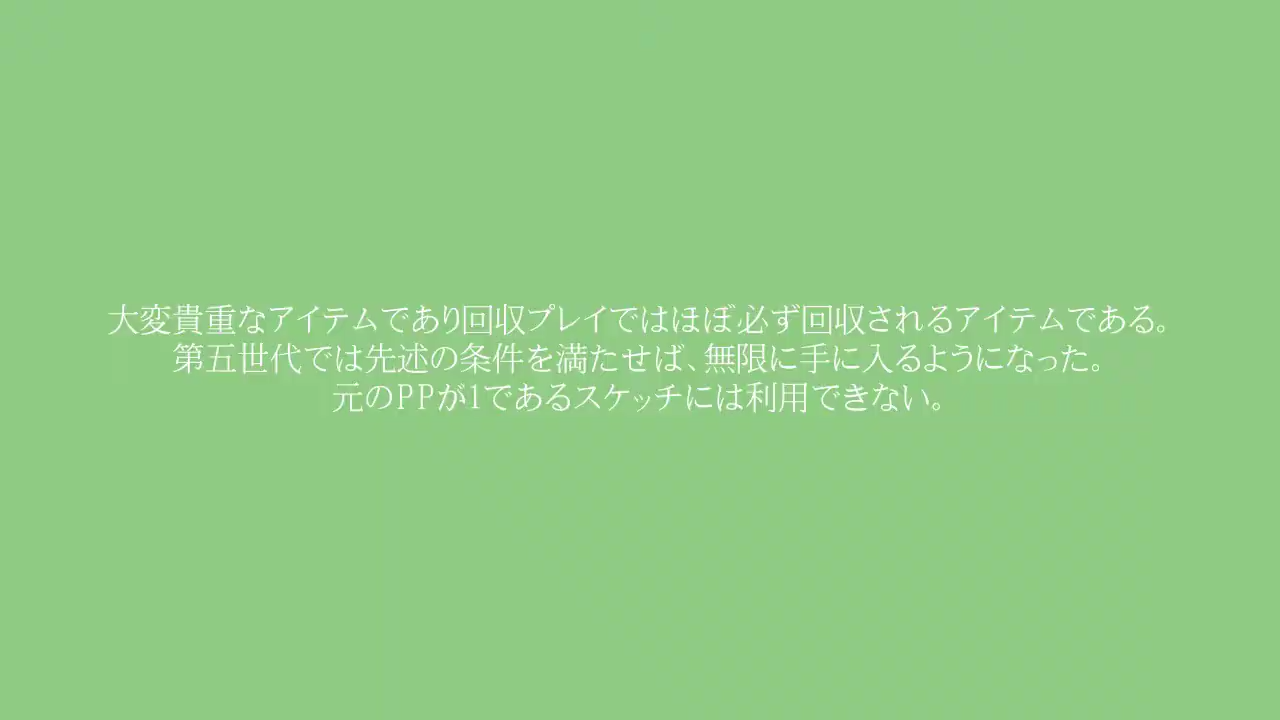 大変貴重なアイテムであり回収プレイではほぼ必ず回収されるアイテムである。
第五世代では先述の条件を満たせば、無限に手に入るようになった。
元のPPが1であるスケッチには利用できない。